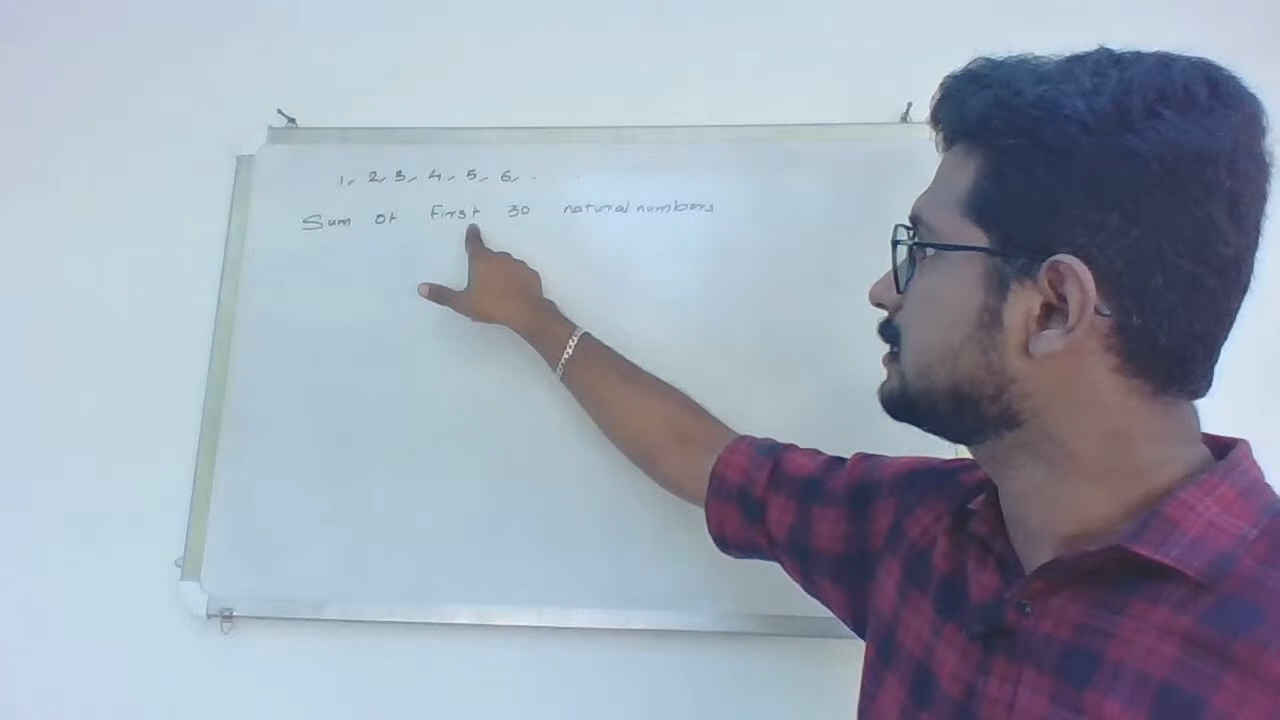 1, 2, 3, 4, 5, 6, . .
Sum of First 30 natural numbers